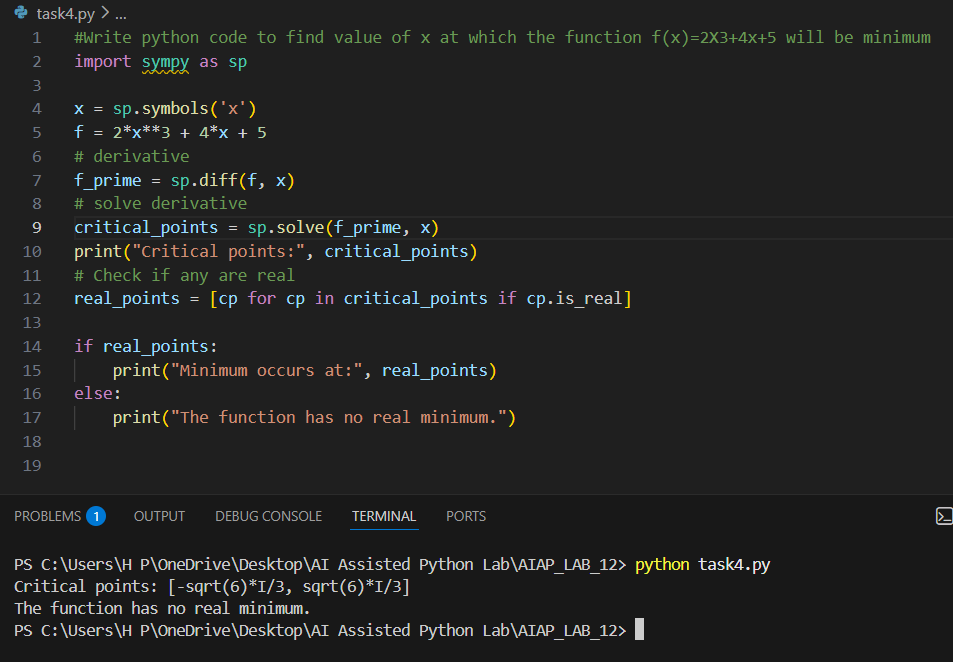 task4.py > ...
1 #Write python code to find value of x at which the function f(x)=2X3+4x+5 will be minimum
2 import sympy as sp
3
4 x = sp.symbols('x')
5 f = 2*x**3 + 4*x + 5
6 # derivative
7 f_prime = sp.diff(f, x)
8 # solve derivative
9 critical_points = sp.solve(f_prime, x)
10 print("Critical points:", critical_points)
11 # Check if any are real
12 real_points = [cp for cp in critical_points if cp.is_real]
13
14 if real_points:
15     print("Minimum occurs at:", real_points)
16 else:
17     print("The function has no real minimum.")
18
19
PROBLEMS 1 OUTPUT DEBUG CONSOLE TERMINAL PORTS
PS C:\Users\H P\OneDrive\Desktop\AI Assisted Python Lab\AIAP_LAB_12> python task4.py
Critical points: [-sqrt(6)*I/3, sqrt(6)*I/3]
The function has no real minimum.
PS C:\Users\H P\OneDrive\Desktop\AI Assisted Python Lab\AIAP_LAB_12>